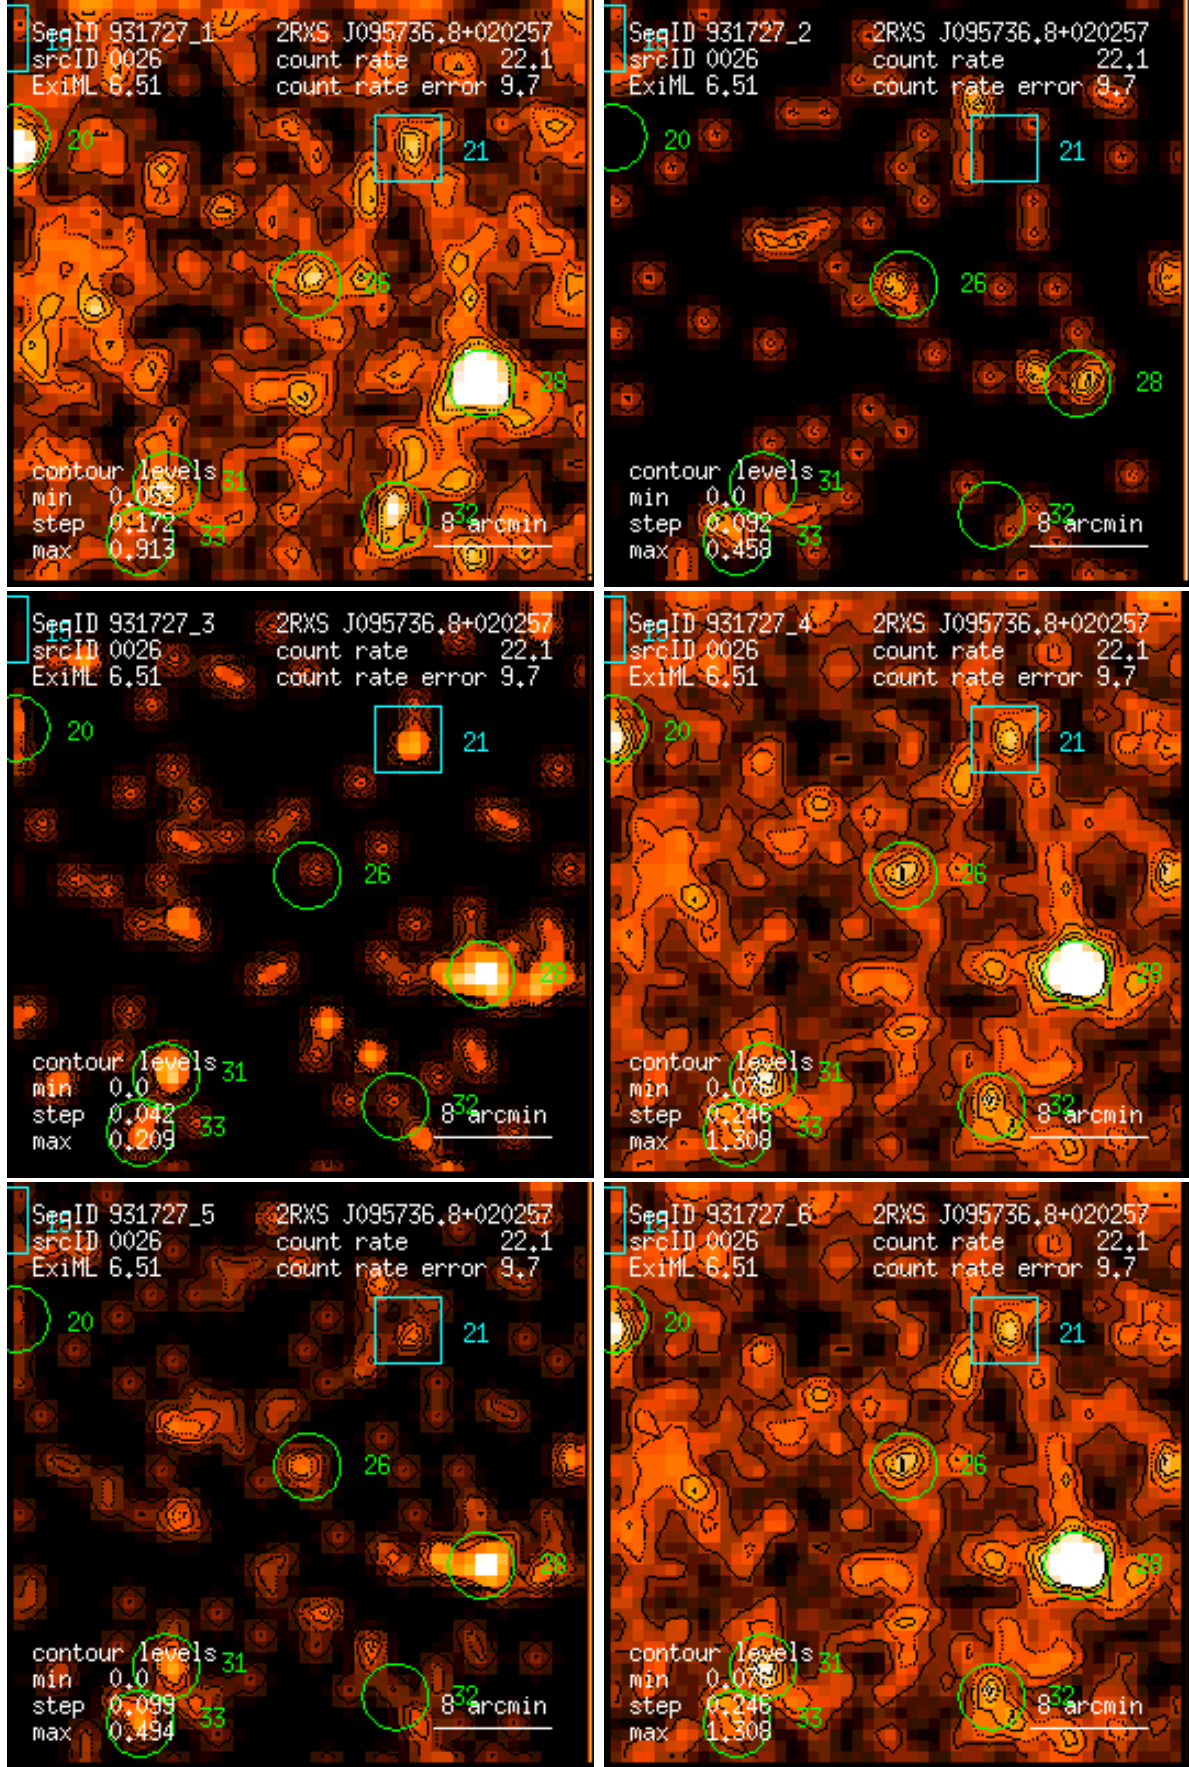 SeqID 931727_1 2RXS J095736.8+020257
srcID 0026 count rate 22.1
ExiML 6.51 count rate error 9.7
20
21
26
28
contour levels 31
min 0.053
step 0.172 33 32 8 arcmin
max 0.913
SeqID 931727_2 2RXS J095736.8+020257
srcID 0026 count rate 22.1
ExiML 6.51 count rate error 9.7
20
21
26
28
contour levels 31
min 0.0
step 0.092 33 32 8 arcmin
max 0.458
SeqID 931727_3 2RXS J095736.8+020257
srcID 0026 count rate 22.1
ExiML 6.51 count rate error 9.7
20
21
26
28
contour levels 31
min 0.0
step 0.042 33 32 8 arcmin
max 0.209
SeqID 931727_4 2RXS J095736.8+020257
srcID 0026 count rate 22.1
ExiML 6.51 count rate error 9.7
20
21
26
28
contour levels 31
min 0.076
step 0.246 33 32 8 arcmin
max 1.308
SeqID 931727_5 2RXS J095736.8+020257
srcID 0026 count rate 22.1
ExiML 6.51 count rate error 9.7
20
21
26
28
contour levels 31
min 0.0
step 0.099 33 32 8 arcmin
max 0.494
SeqID 931727_6 2RXS J095736.8+020257
srcID 0026 count rate 22.1
ExiML 6.51 count rate error 9.7
20
21
26
28
contour levels 31
min 0.076
step 0.246 33 32 8 arcmin
max 1.308